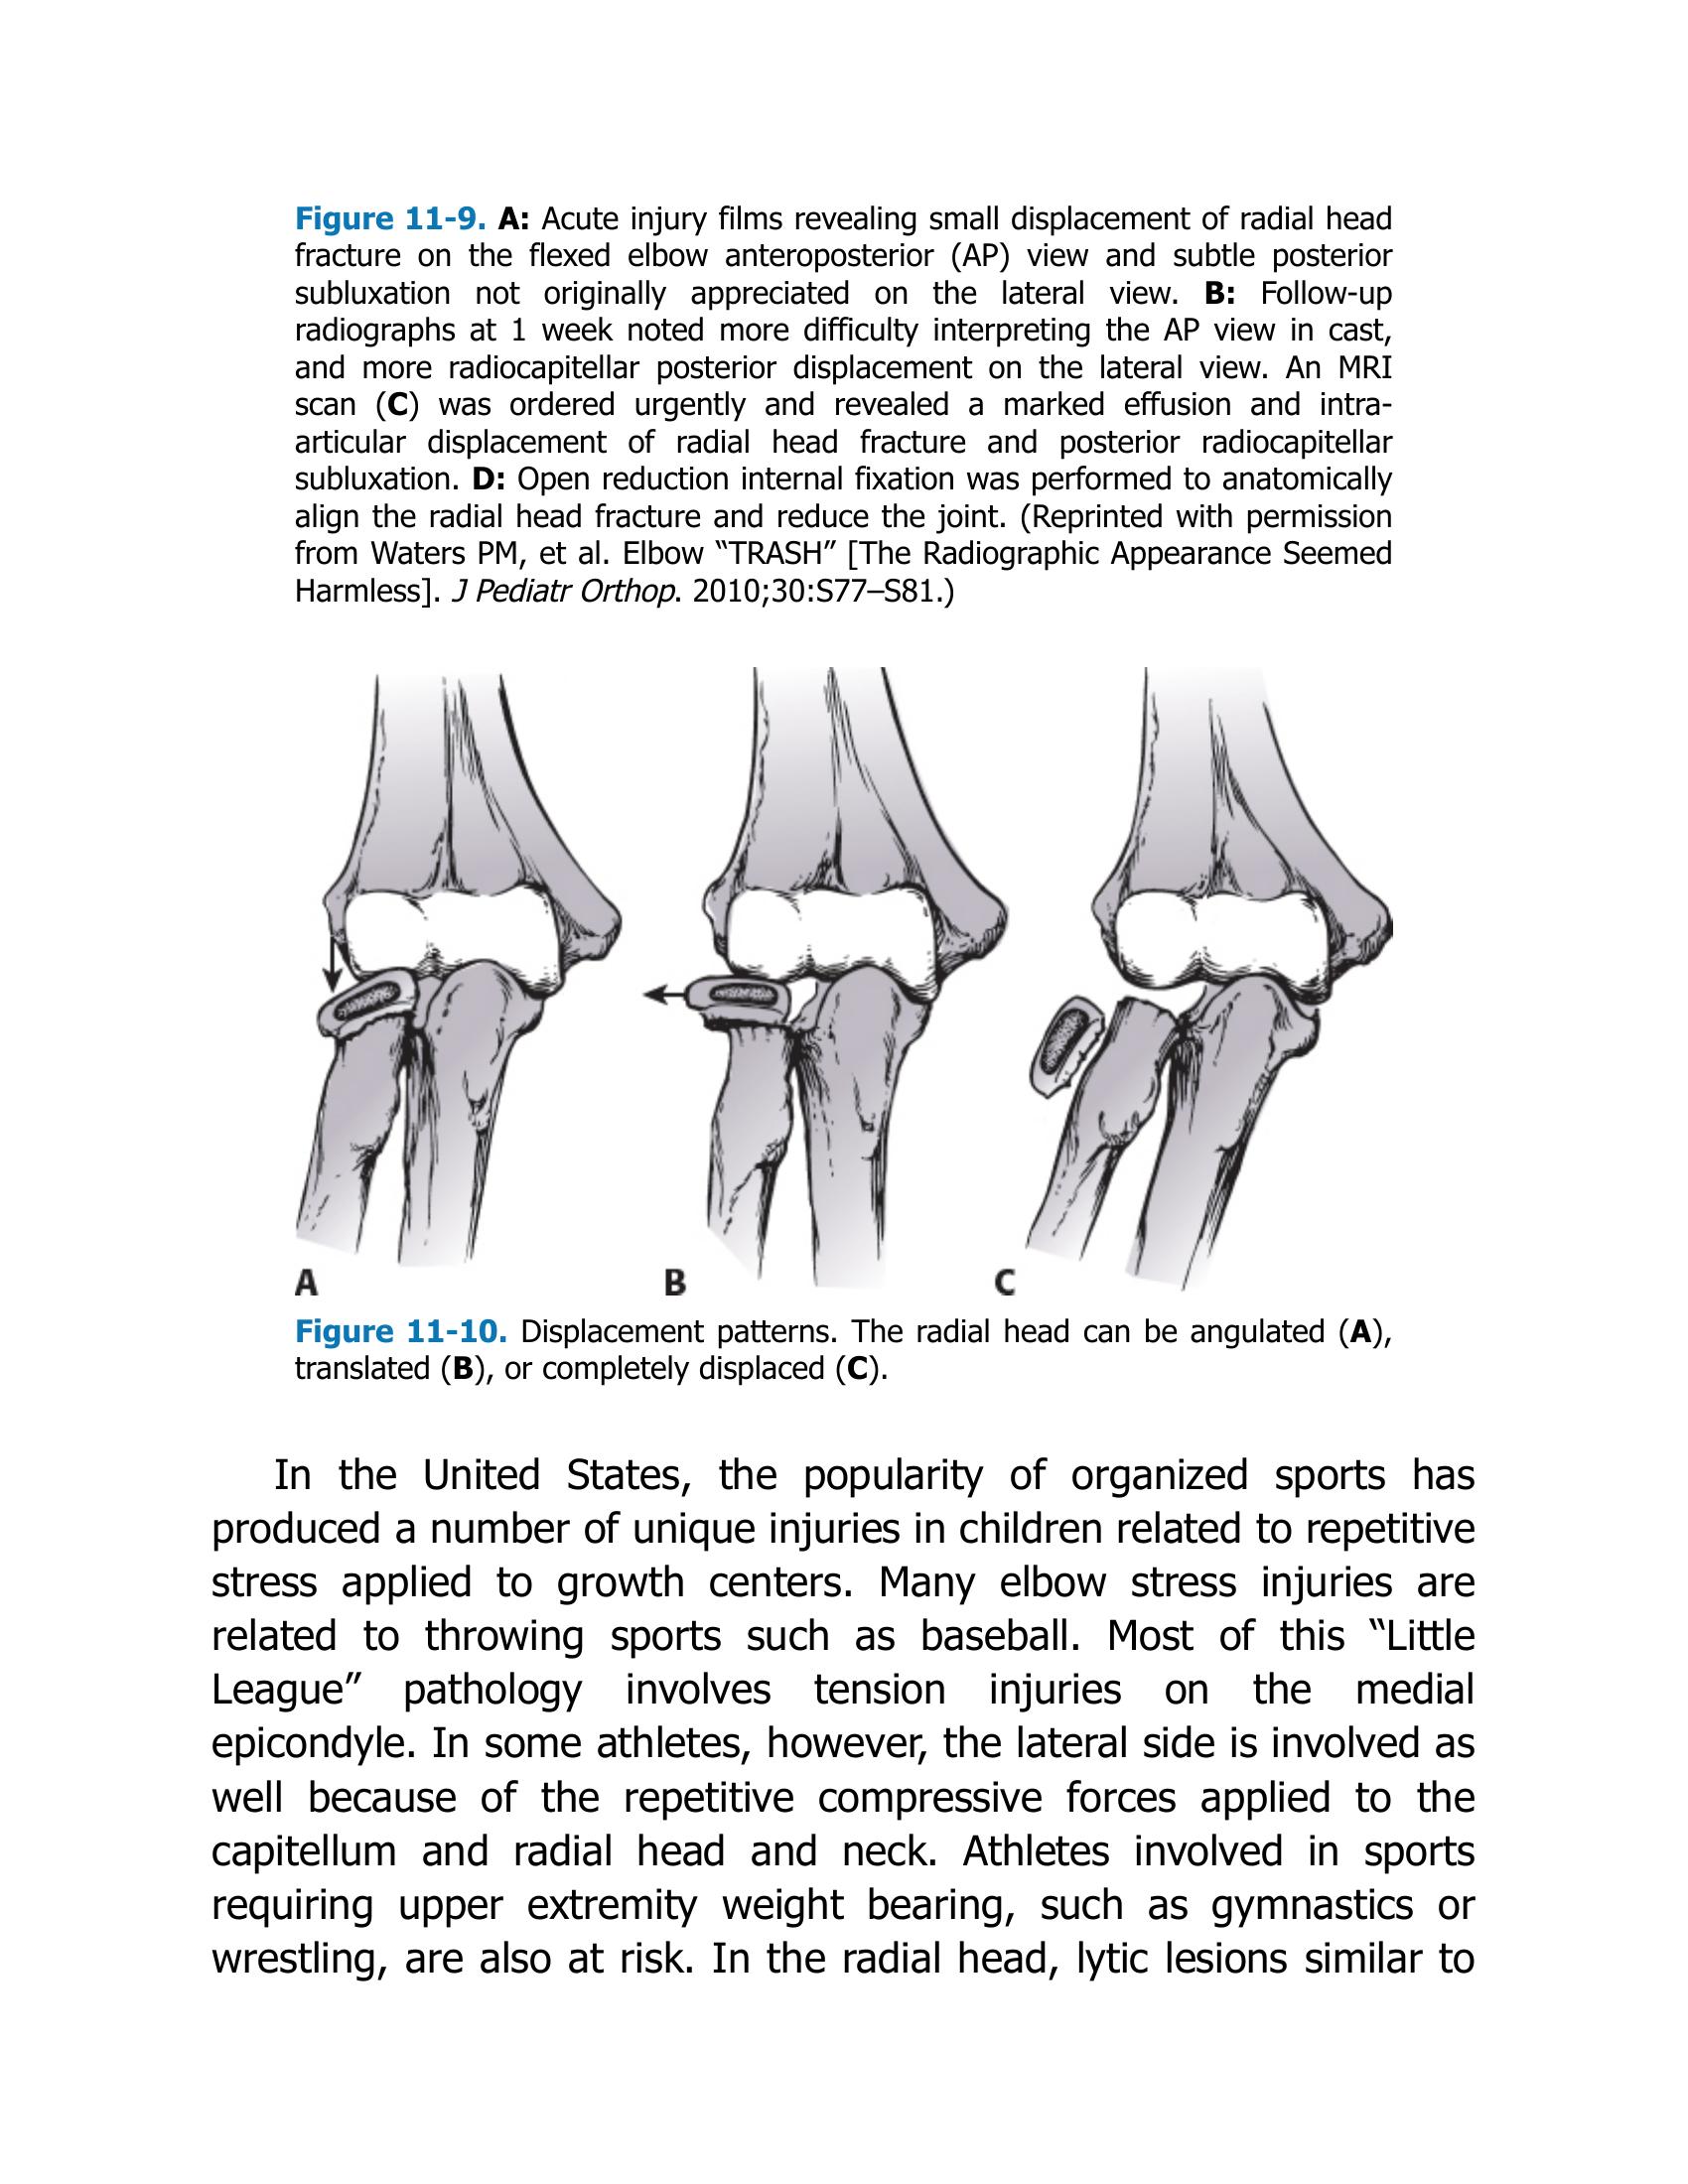 Figure 11-9. A: Acute injury films revealing small displacement of radial head
fracture on the flexed elbow anteroposterior (AP) view and subtle posterior
subluxation not originally appreciated on the lateral view. B: Follow-up
radiographs at 1 week noted more difficulty interpreting the AP view in cast,
and more radiocapitellar posterior displacement on the lateral view. An MRI
scan (C) was ordered urgently and revealed a marked effusion and intra-
articular displacement of radial head fracture and posterior radiocapitellar
subluxation. D: Open reduction internal fixation was performed to anatomically
align the radial head fracture and reduce the joint. (Reprinted with permission
from Waters PM, et al. Elbow “TRASH” [The Radiographic Appearance Seemed
Harmless]. J Pediatr Orthop. 2010;30:S77–S81.)
A B C
Figure 11-10. Displacement patterns. The radial head can be angulated (A),
translated (B), or completely displaced (C).
In the United States, the popularity of organized sports has
produced a number of unique injuries in children related to repetitive
stress applied to growth centers. Many elbow stress injuries are
related to throwing sports such as baseball. Most of this “Little
League” pathology involves tension injuries on the medial
epicondyle. In some athletes, however, the lateral side is involved as
well because of the repetitive compressive forces applied to the
capitellum and radial head and neck. Athletes involved in sports
requiring upper extremity weight bearing, such as gymnastics or
wrestling, are also at risk. In the radial head, lytic lesions similar to